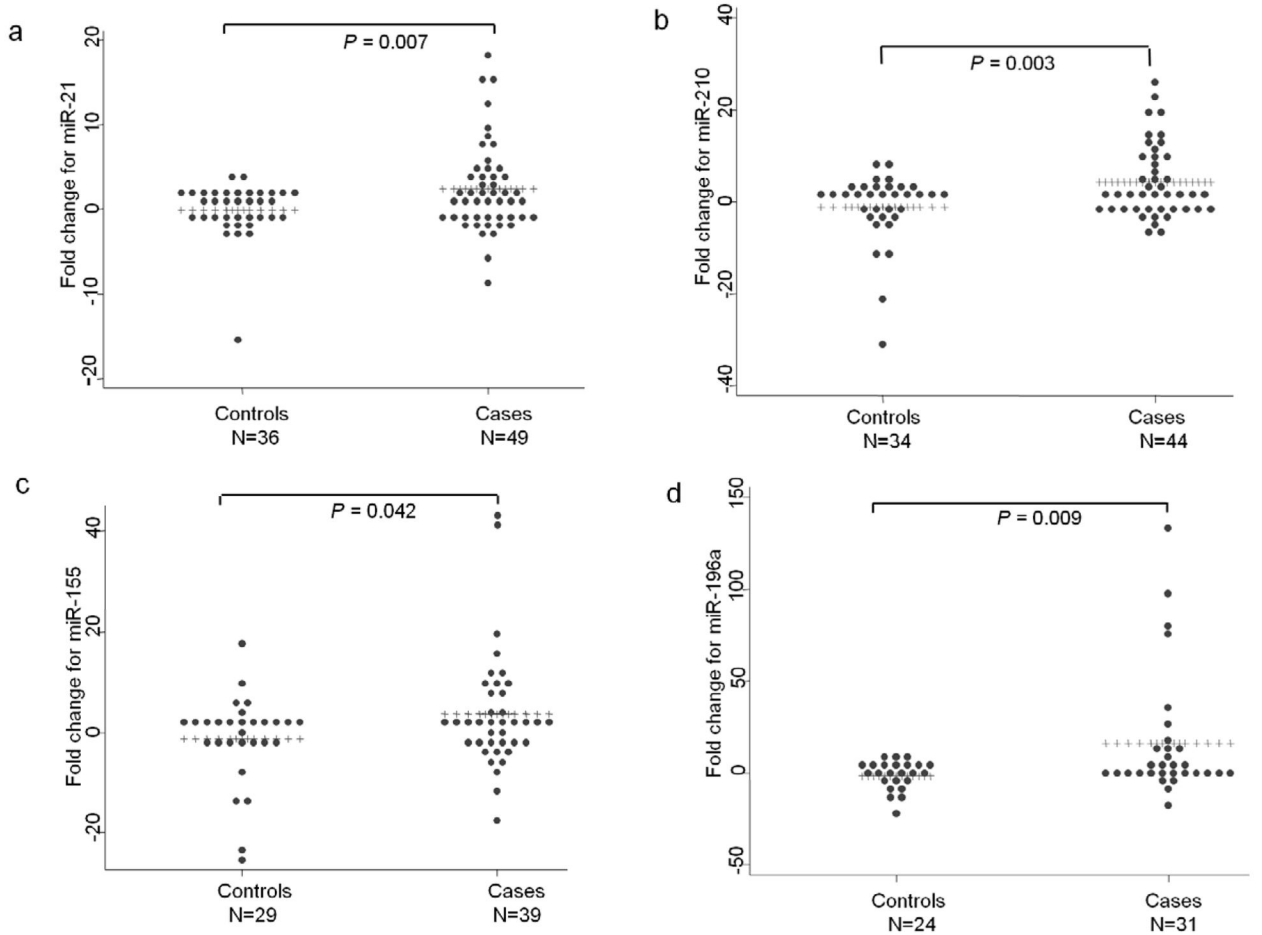 a
P = 0.007
Fold change for miR-21
20
10
0
-10
-20
Controls
N=36
Cases
N=49
b
P = 0.003
Fold change for miR-210
40
20
0
-20
-40
Controls
N=34
Cases
N=44
c
P = 0.042
Fold change for miR-155
40
20
0
-20
Controls
N=29
Cases
N=39
d
P = 0.009
Fold change for miR-196a
150
100
50
0
-50
Controls
N=24
Cases
N=31